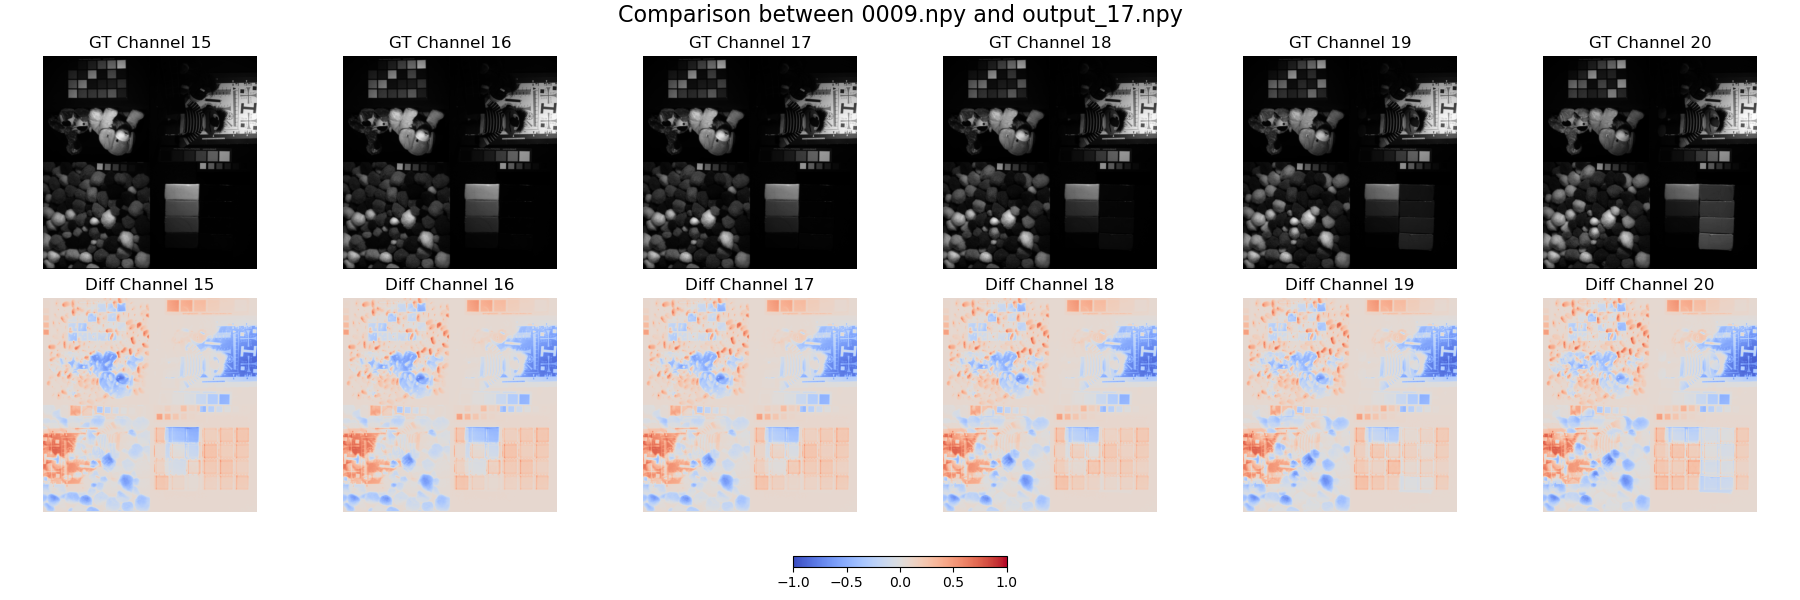 Comparison between 0009.npy and output_17.npy
GT Channel 15
GT Channel 16
GT Channel 17
GT Channel 18
GT Channel 19
GT Channel 20
Diff Channel 15
Diff Channel 16
Diff Channel 17
Diff Channel 18
Diff Channel 19
Diff Channel 20
−1.0
−0.5
0.0
0.5
1.0